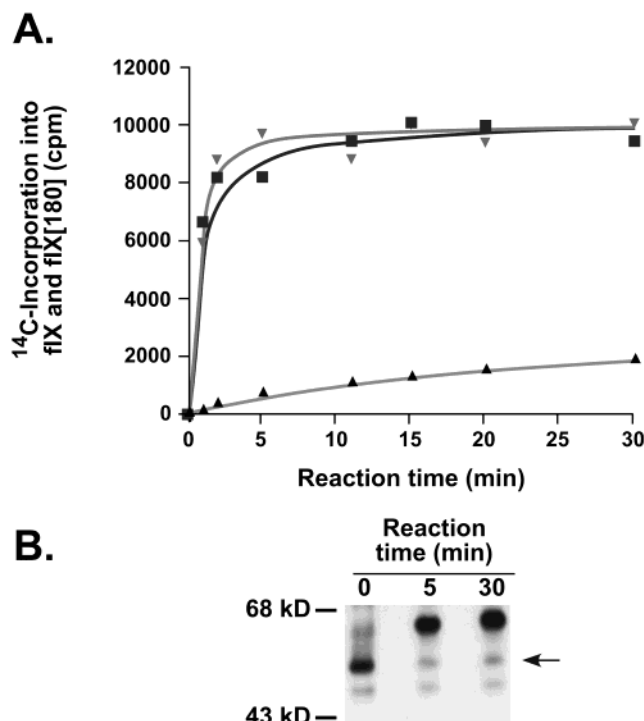 A.
12000
10000
8000
6000
4000
2000
0
¹⁴C-Incorporation into
fIX and fIX[180] (cpm)
0 5 10 15 20 25 30
Reaction time (min)
B.
Reaction
time (min)
0 5 30
68 kD
43 kD